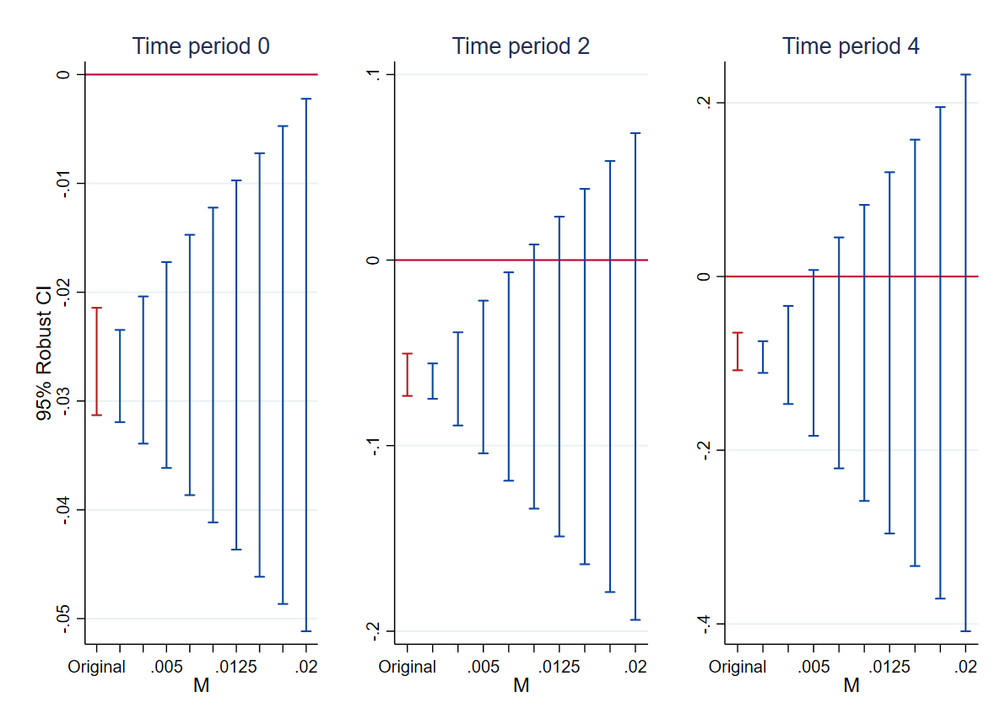 Time period 0
Time period 2
Time period 4
95% Robust CI
0
-.01
-.02
-.03
-.04
-.05
Original .005 .0125 .02
M
.1
0
-.1
-.2
Original .005 .0125 .02
M
.2
0
-.2
-.4
Original .005 .0125 .02
M